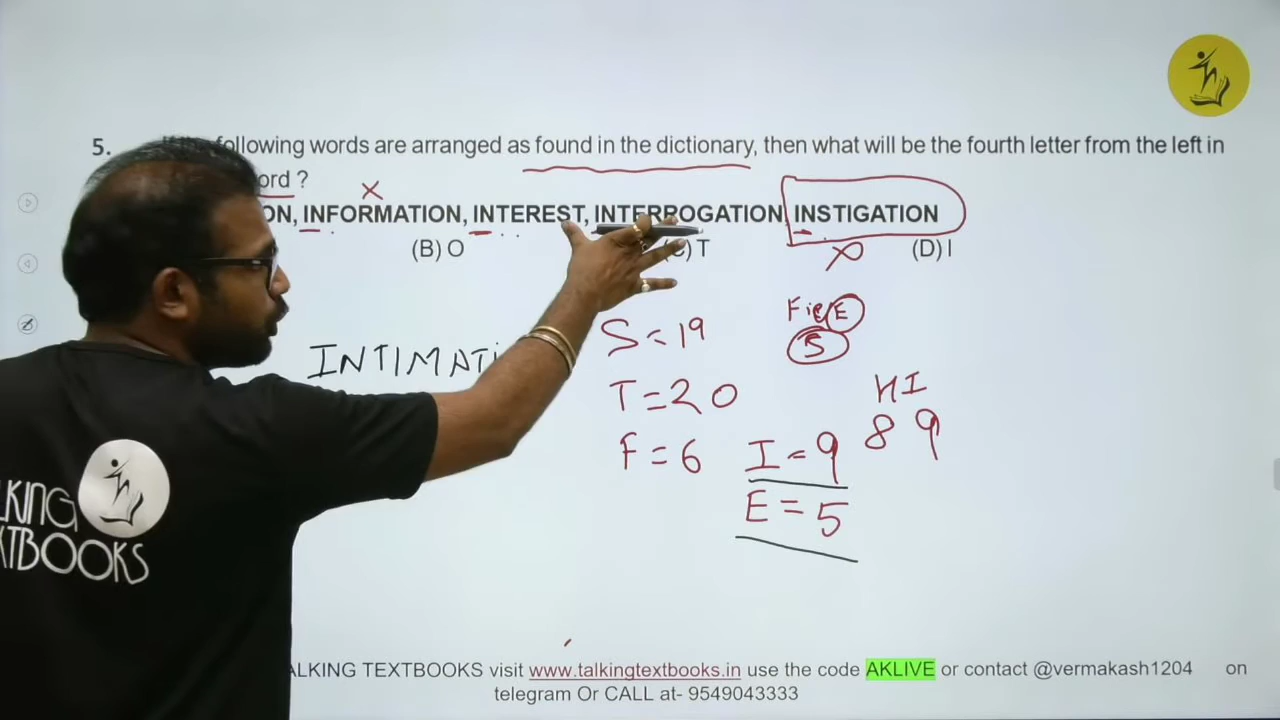 5. following words are arranged as found in the dictionary, then what will be the fourth letter from the left in
ord ?
ON, INFORMATION, INTEREST, INTERROGATION, INSTIGATION
(B) O (C) T (D) I
INTIMATI
S = 19
T = 20
F = 6
I = 9
E = 5
E
5
HI
8 9
LKING
XTBOOKS
ALKING TEXTBOOKS visit www.talkingtextbooks.in use the code AKLIVE or contact @vermakash1204 on
telegram Or CALL at- 9549043333